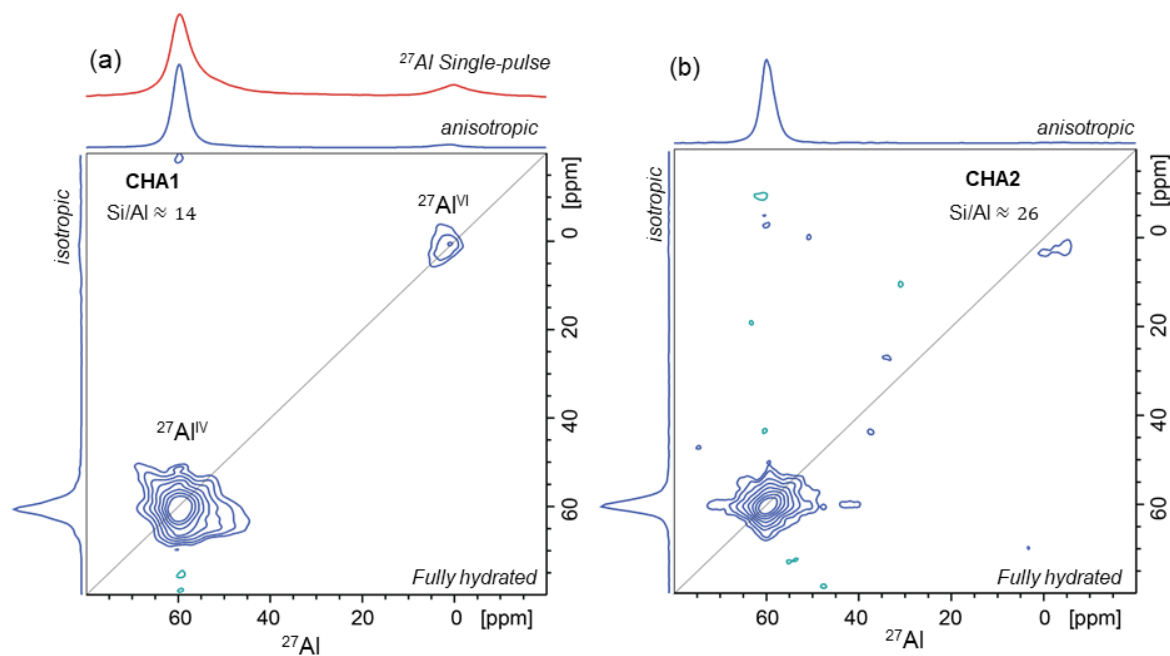 (a)
²⁷Al Single-pulse
anisotropic
isotropic
CHA1
Si/Al ≈ 14
²⁷Alⱽᴵ
²⁷Alᴵⱽ
Fully hydrated
[ppm]
0
20
40
60
60 40 20 0 [ppm]
²⁷Al
(b)
anisotropic
isotropic
CHA2
Si/Al ≈ 26
Fully hydrated
[ppm]
0
20
40
60
60 40 20 0 [ppm]
²⁷Al